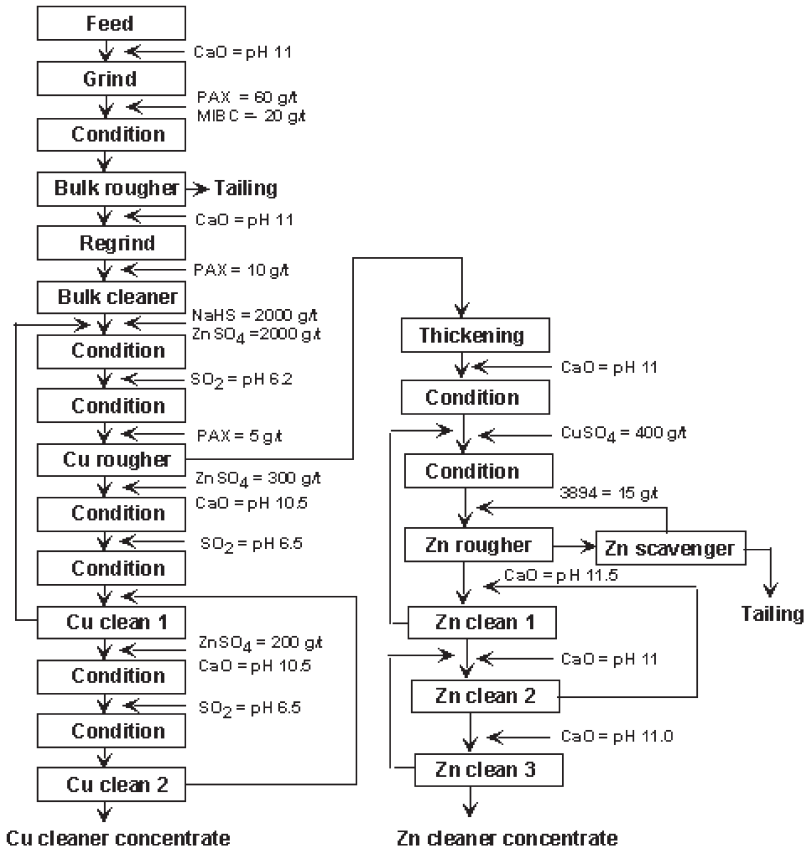 Feed
CaO = pH 11
Grind
PAX = 60 g/t
MIBC = 20 g/t
Condition
Bulk rougher
Tailing
CaO = pH 11
Regrind
PAX = 10 g/t
Bulk cleaner
NaHS = 2000 g/t
ZnSO4 =2000 g/t
Condition
SO2 = pH 6.2
Condition
PAX = 5 g/t
Cu rougher
ZnSO4 = 300 g/t
CaO = pH 10.5
Condition
SO2 = pH 6.5
Condition
Cu clean 1
ZnSO4 = 200 g/t
CaO = pH 10.5
Condition
SO2 = pH 6.5
Condition
Cu clean 2
Cu cleaner concentrate
Thickening
CaO = pH 11
Condition
CuSO4 = 400 g/t
Condition
3894 = 15 g/t
Zn rougher
Zn scavenger
CaO = pH 11.5
Tailing
Zn clean 1
CaO = pH 11
Zn clean 2
CaO = pH 11.0
Zn clean 3
Zn cleaner concentrate